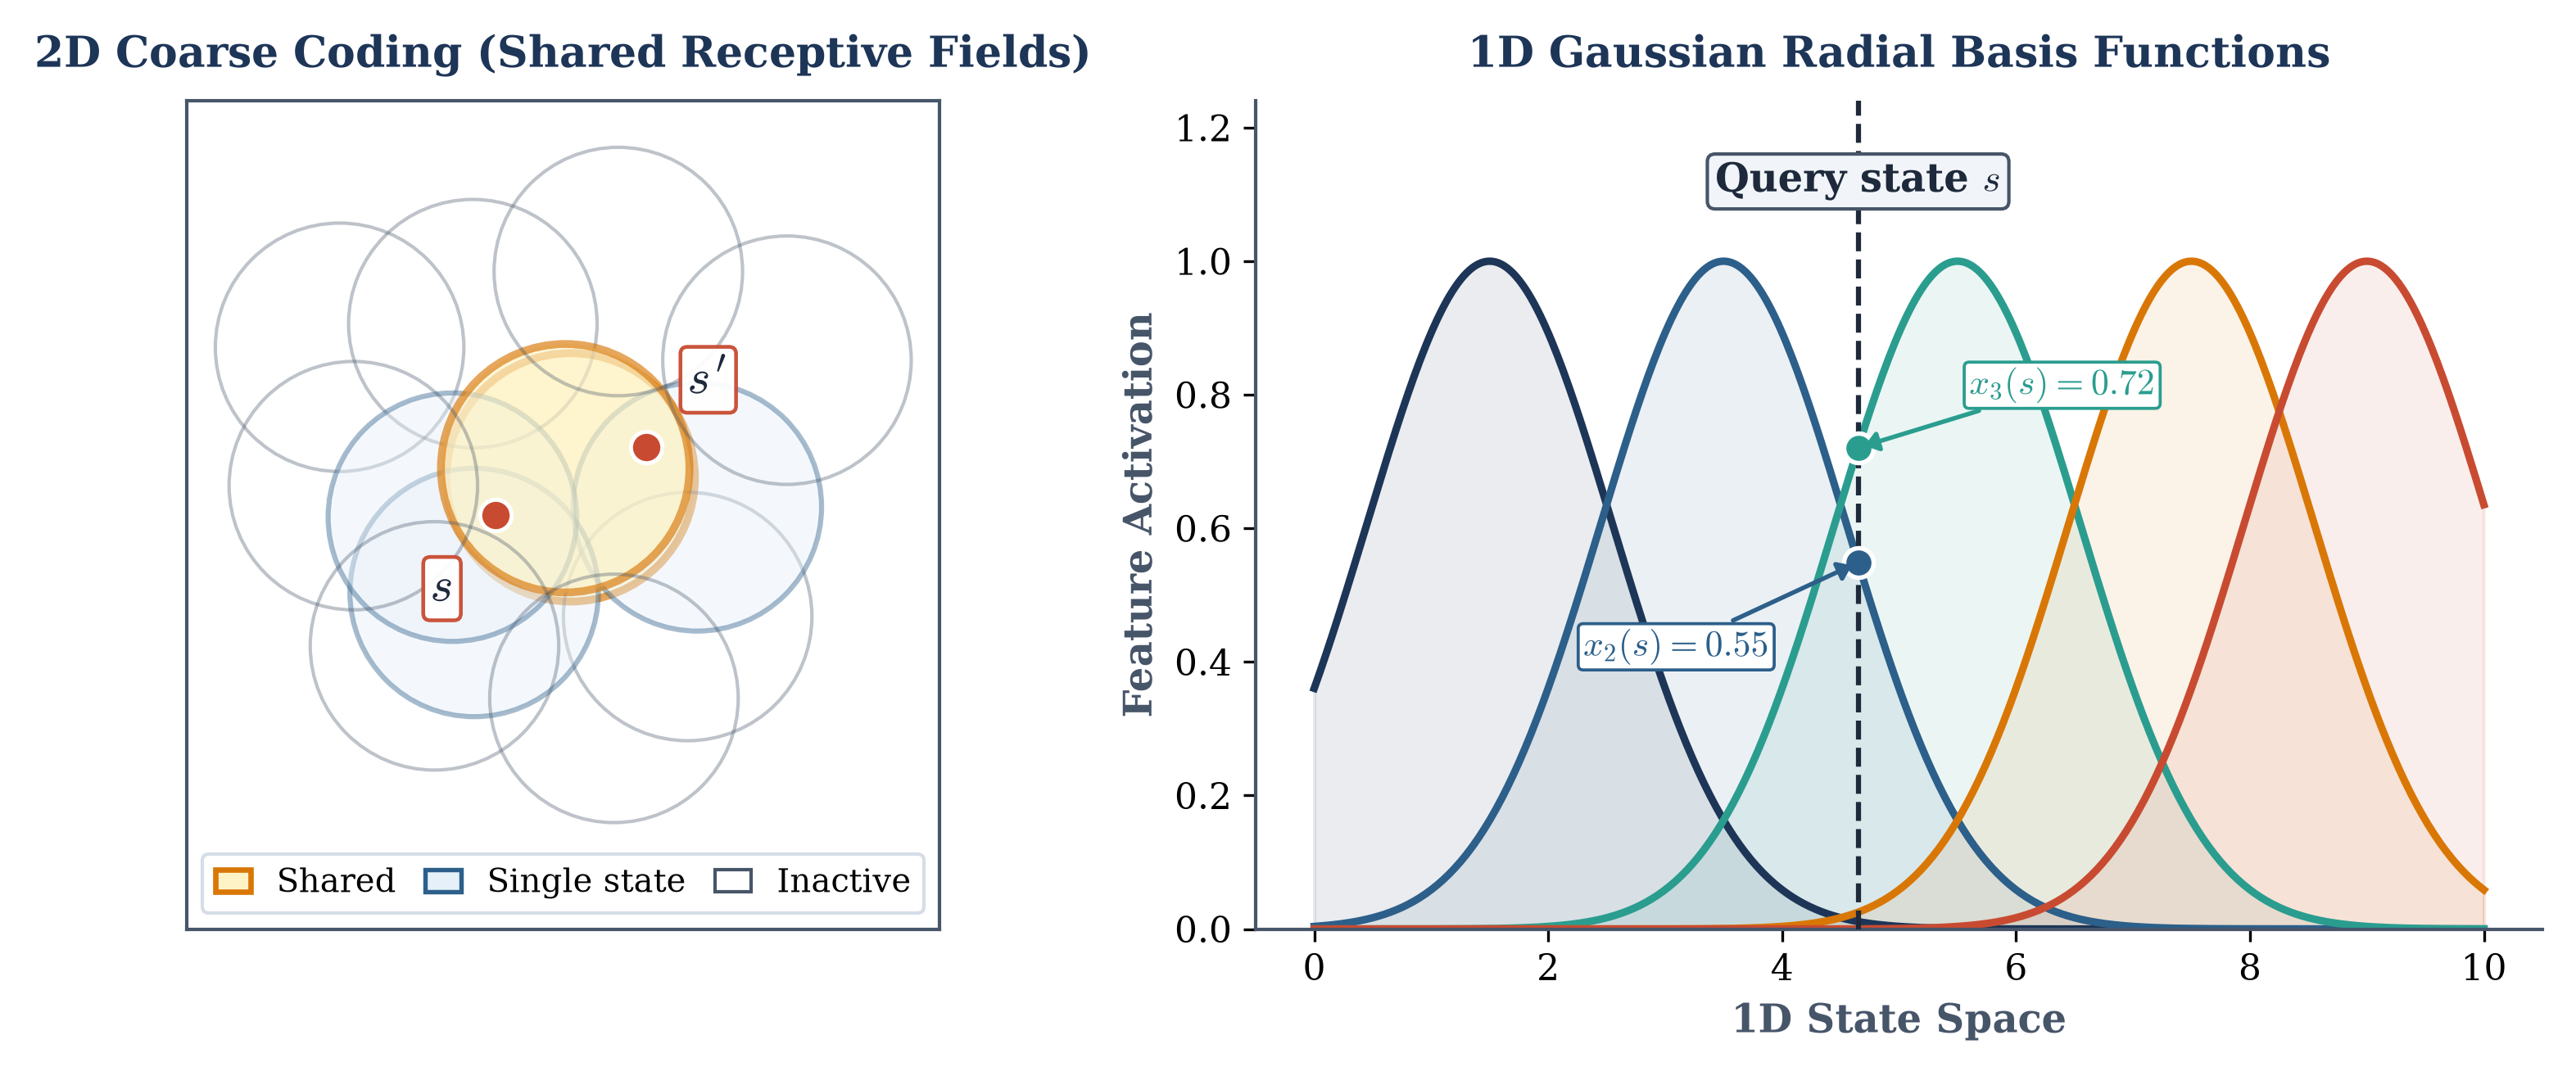 2D Coarse Coding (Shared Receptive Fields)
s′
s
Shared
Single state
Inactive
1D Gaussian Radial Basis Functions
Query state s
x₃(s) = 0.72
x₂(s) = 0.55
Feature Activation
1.2
1.0
0.8
0.6
0.4
0.2
0.0
0 2 4 6 8 10
1D State Space